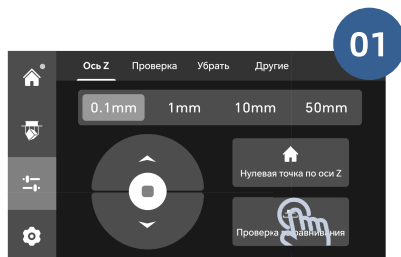 01
Ось Z Проверка Убрать Другие
0.1mm 1mm 10mm 50mm
Нулевая точка по оси Z
Проверка выравнивания